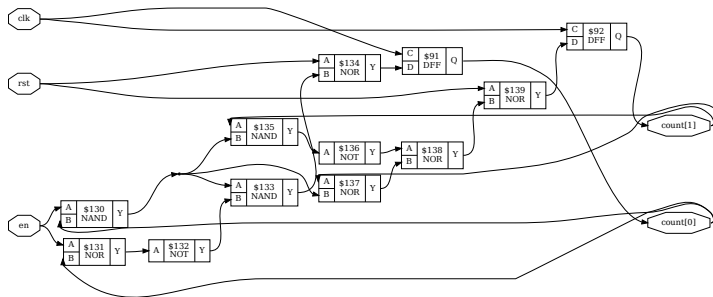 clk
rst
en
A
B
$134
NOR
Y
C
D
$91
DFF
Q
C
D
$92
DFF
Q
A
B
$139
NOR
Y
A
B
$135
NAND
Y
A
$136
NOT
Y
A
B
$138
NOR
Y
count[1]
A
B
$133
NAND
Y
A
B
$137
NOR
Y
A
B
$130
NAND
Y
count[0]
A
B
$131
NOR
Y
A
$132
NOT
Y